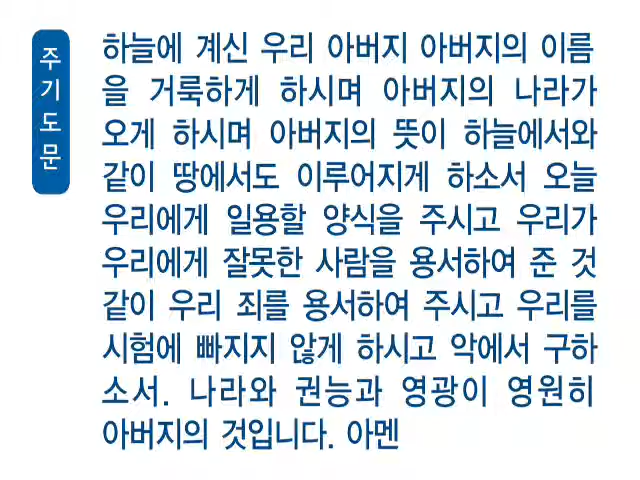 주기도문
하늘에 계신 우리 아버지 아버지의 이름
을 거룩하게 하시며 아버지의 나라가
오게 하시며 아버지의 뜻이 하늘에서와
같이 땅에서도 이루어지게 하소서 오늘
우리에게 일용할 양식을 주시고 우리가
우리에게 잘못한 사람을 용서하여 준 것
같이 우리 죄를 용서하여 주시고 우리를
시험에 빠지지 않게 하시고 악에서 구하
소서. 나라와 권능과 영광이 영원히
아버지의 것입니다. 아멘